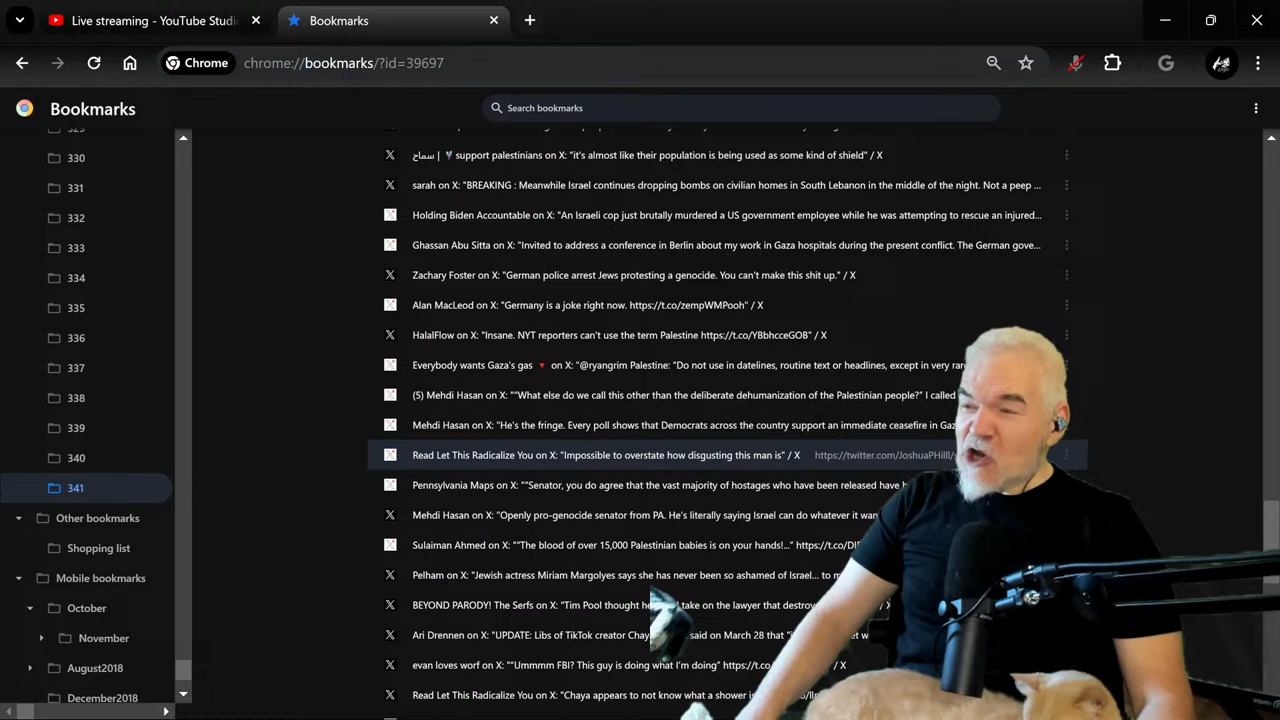 Live streaming - YouTube Studi
Bookmarks
Chrome
chrome://bookmarks/?id=39697
Bookmarks
Search bookmarks
329
330
331
332
333
334
335
336
337
338
339
340
341
Other bookmarks
Shopping list
Mobile bookmarks
October
November
August2018
December2018
سماح | support palestinians on X: "it's almost like their population is being used as some kind of shield" / X
sarah on X: "BREAKING : Meanwhile Israel continues dropping bombs on civilian homes in South Lebanon in the middle of the night. Not a peep ...
Holding Biden Accountable on X: "An Israeli cop just brutally murdered a US government employee while he was attempting to rescue an injured...
Ghassan Abu Sitta on X: "Invited to address a conference in Berlin about my work in Gaza hospitals during the present conflict. The German gove...
Zachary Foster on X: "German police arrest Jews protesting a genocide. You can't make this shit up." / X
Alan MacLeod on X: "Germany is a joke right now. https://t.co/zempWMPooh" / X
HalalFlow on X: "Insane. NYT reporters can't use the term Palestine https://t.co/YBbhcceGOB" / X
Everybody wants Gaza's gas 🔻 on X: "@ryangrim Palestine: "Do not use in datelines, routine text or headlines, except in very rar
(5) Mehdi Hasan on X: ""What else do we call this other than the deliberate dehumanization of the Palestinian people?" I called
Mehdi Hasan on X: "He's the fringe. Every poll shows that Democrats across the country support an immediate ceasefire in Gaz
Read Let This Radicalize You on X: "Impossible to overstate how disgusting this man is" / X https://twitter.com/JoshuaPHilll/s
Pennsylvania Maps on X: ""Senator, you do agree that the vast majority of hostages who have been released have
Mehdi Hasan on X: "Openly pro-genocide senator from PA. He's literally saying Israel can do whatever it wan
Sulaiman Ahmed on X: ""The blood of over 15,000 Palestinian babies is on your hands!..." https://t.co/DI
Pelham on X: "Jewish actress Miriam Margolyes says she has never been so ashamed of Israel... to m
BEYOND PARODY! The Serfs on X: "Tim Pool thought he take on the lawyer that destroy
Ari Drennen on X: "UPDATE: Libs of TikTok creator Chay said on March 28 that "i et w
evan loves worf on X: ""Ummmm FBI? This guy is doing what I'm doing" https://t.co/ / X
Read Let This Radicalize You on X: "Chaya appears to not know what a shower is